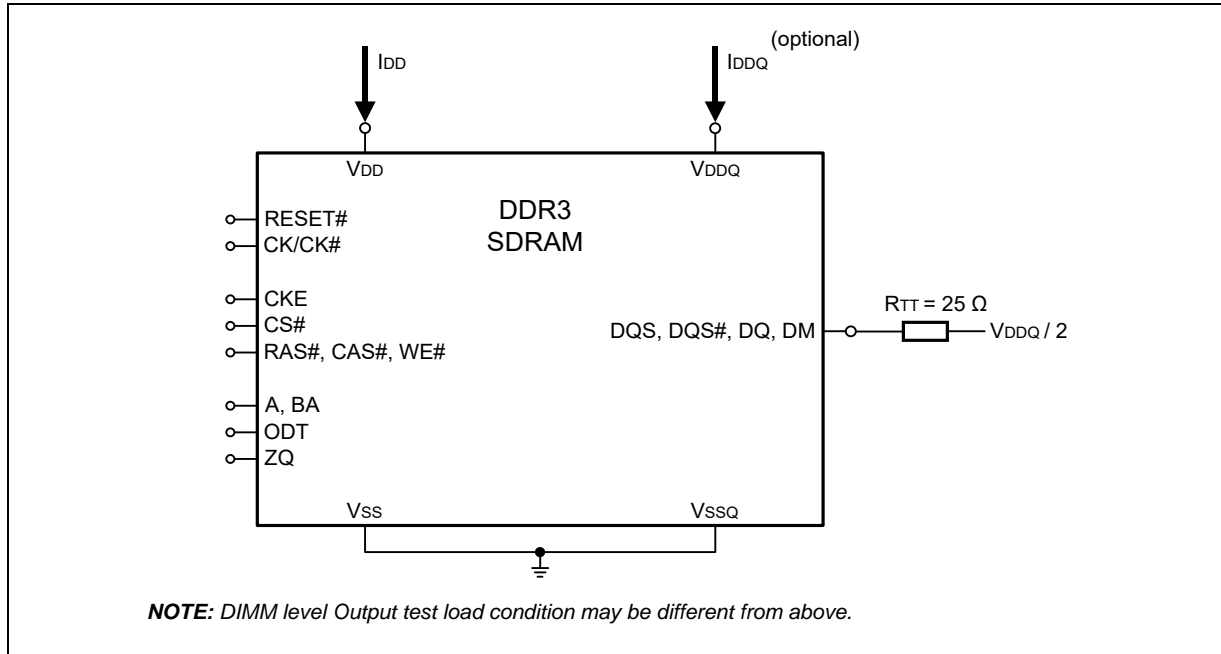 (optional)
IDD
IDDQ
VDD
VDDQ
DDR3
SDRAM
RESET#
CK/CK#
CKE
CS#
RAS#, CAS#, WE#
A, BA
ODT
ZQ
DQS, DQS#, DQ, DM
RTT = 25 Ω
VDDQ / 2
VSS
VSSQ
NOTE: DIMM level Output test load condition may be different from above.